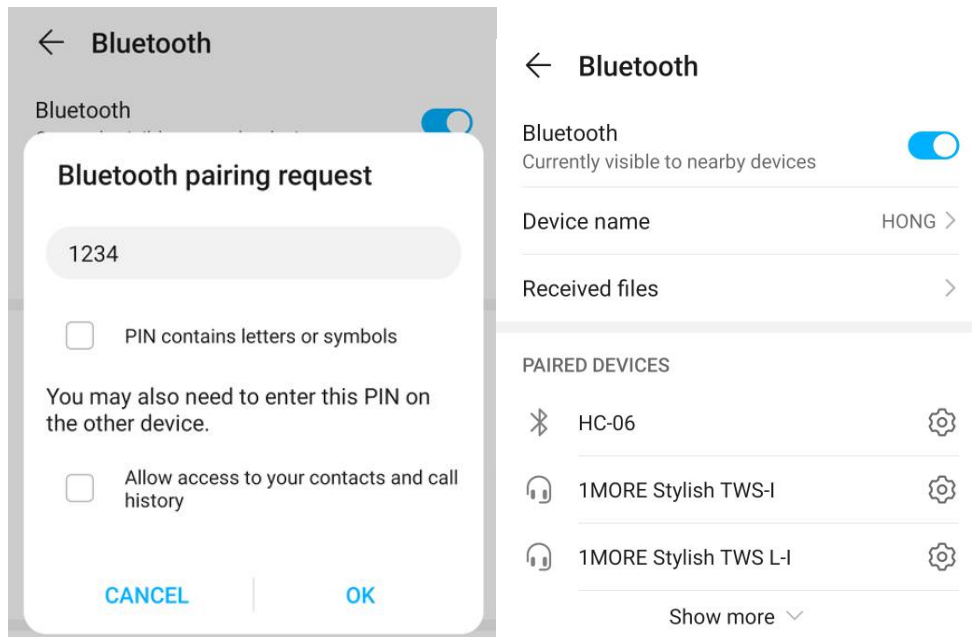 Bluetooth
Bluetooth
Bluetooth pairing request
1234
PIN contains letters or symbols
You may also need to enter this PIN on
the other device.
Allow access to your contacts and call
history
CANCEL
OK
Bluetooth
Bluetooth
Currently visible to nearby devices
Device name
HONG
Received files
PAIRED DEVICES
HC-06
1MORE Stylish TWS-I
1MORE Stylish TWS L-I
Show more